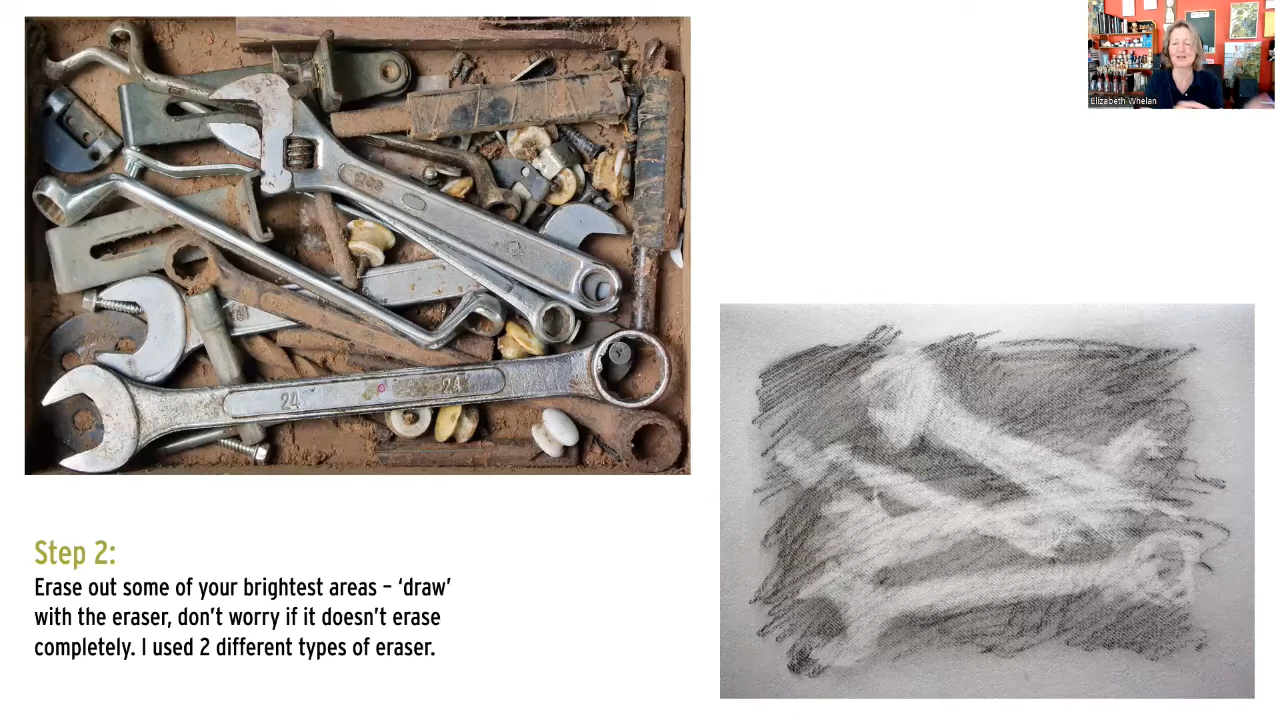 Elizabeth Whelan
24
24
Step 2:
Erase out some of your brightest areas – ‘draw’
with the eraser, don’t worry if it doesn’t erase
completely. I used 2 different types of eraser.